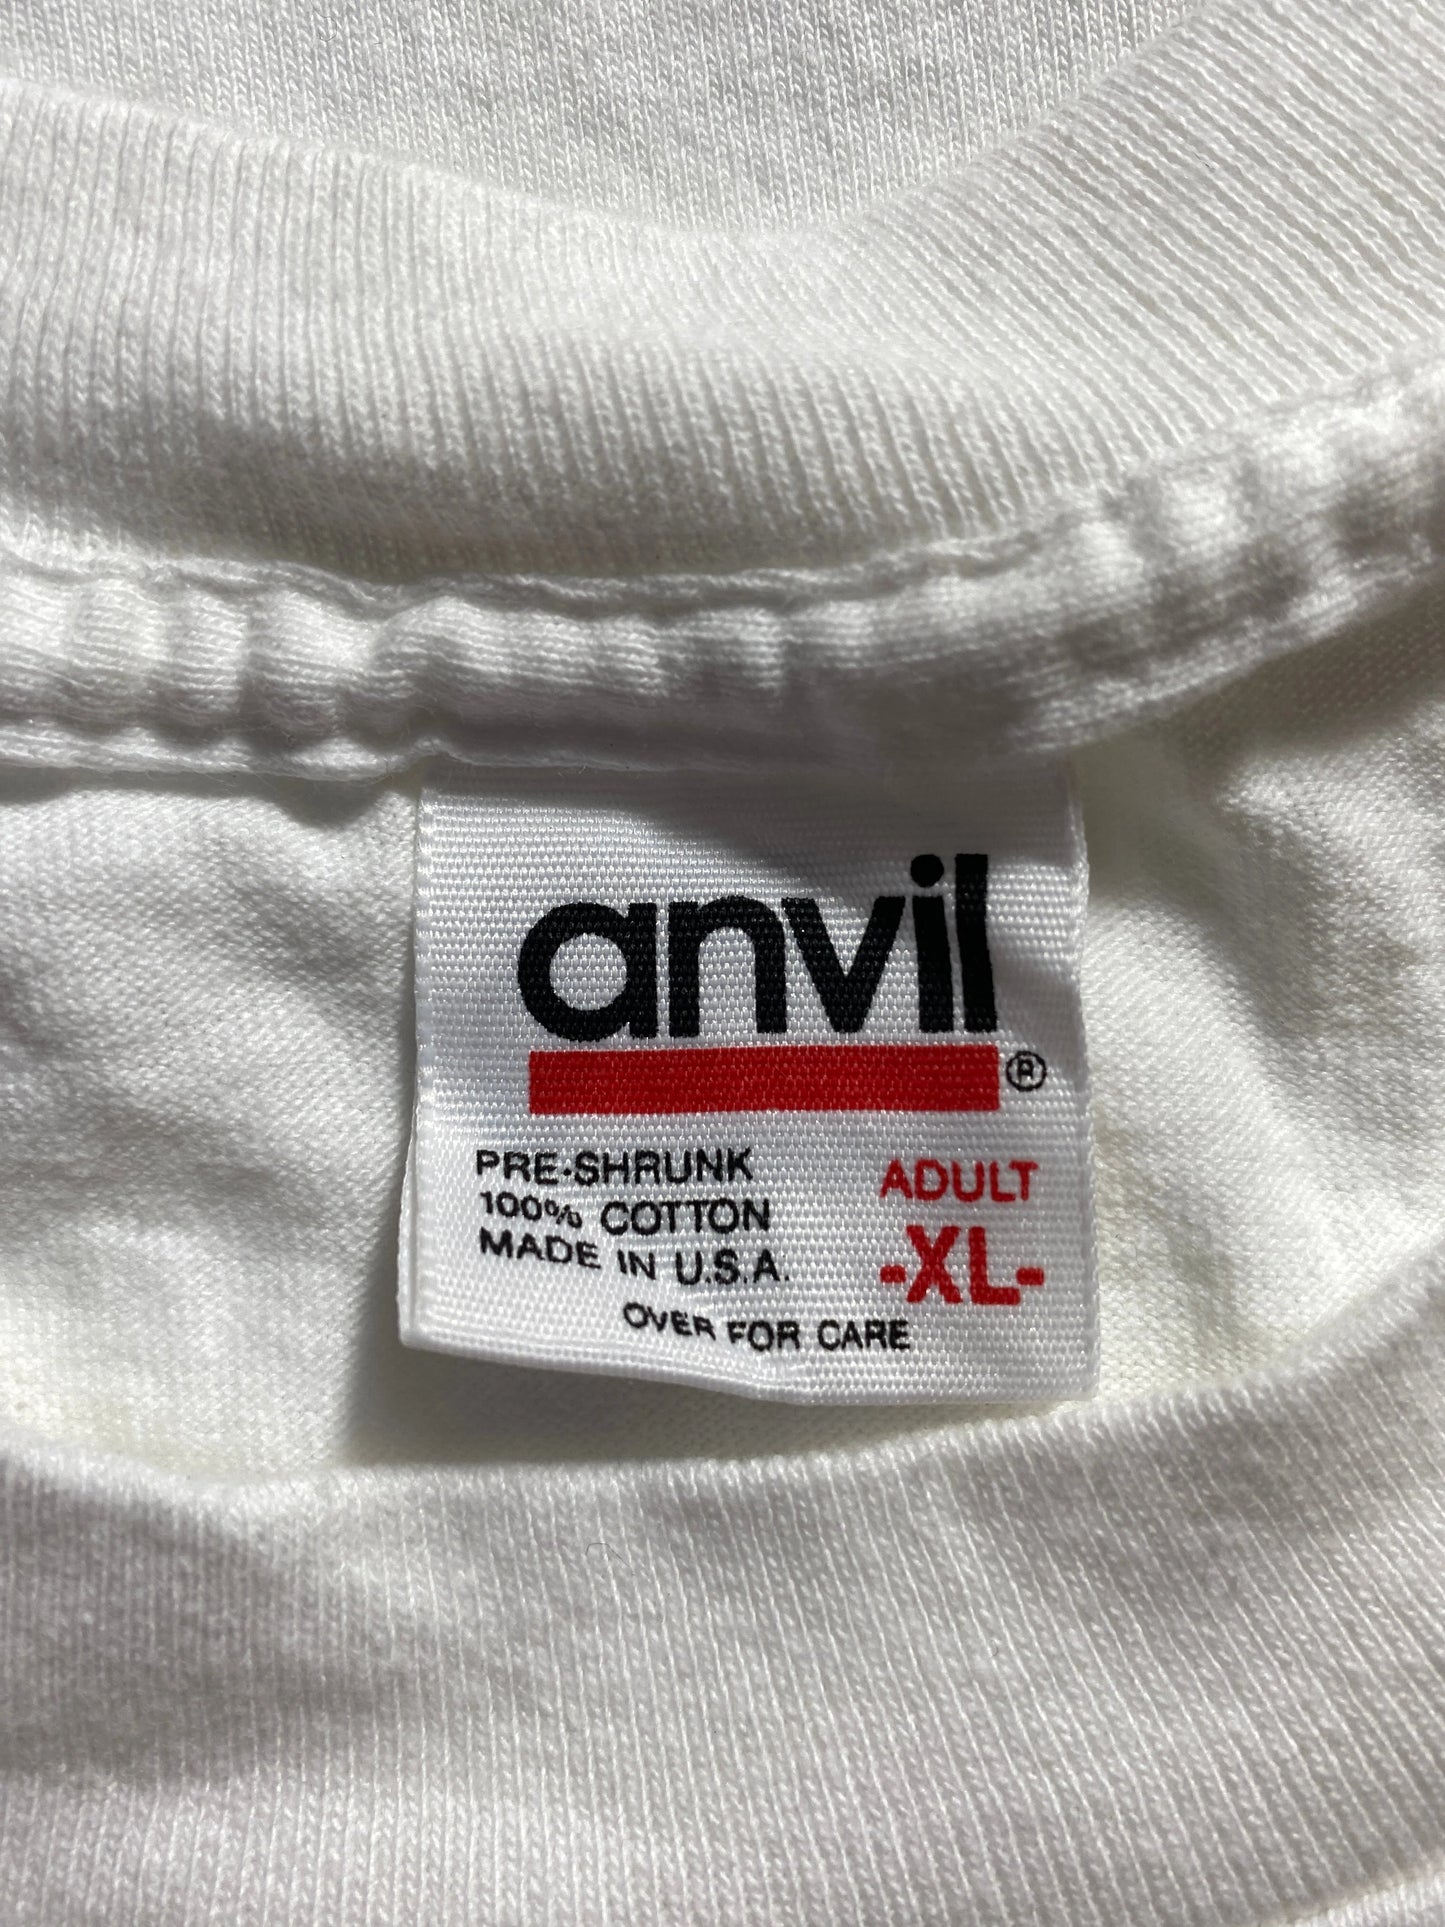 anvil
®
PRE-SHRUNK ADULT
100% COTTON
MADE IN U.S.A. -XL-
OVER FOR CARE